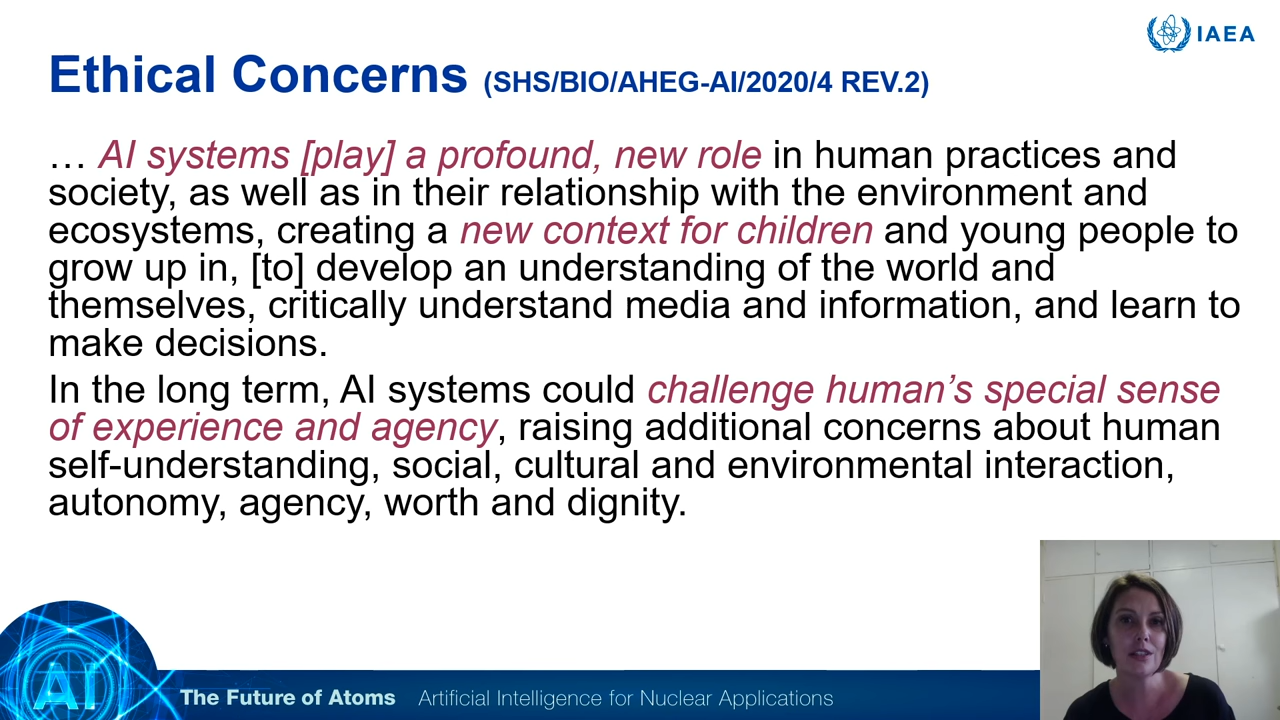 IAEA
Ethical Concerns (SHS/BIO/AHEG-AI/2020/4 REV.2)
… AI systems [play] a profound, new role in human practices and
society, as well as in their relationship with the environment and
ecosystems, creating a new context for children and young people to
grow up in, [to] develop an understanding of the world and
themselves, critically understand media and information, and learn to
make decisions.
In the long term, AI systems could challenge human’s special sense
of experience and agency, raising additional concerns about human
self-understanding, social, cultural and environmental interaction,
autonomy, agency, worth and dignity.
AI
The Future of Atoms Artificial Intelligence for Nuclear Applications